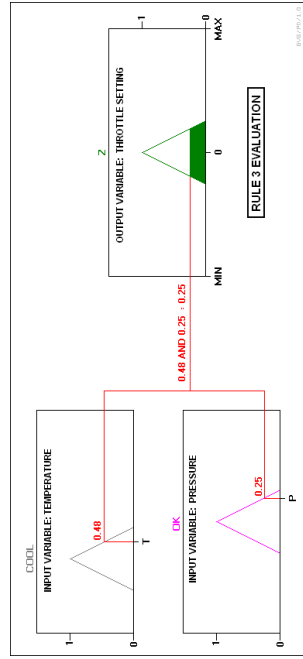 COOL
INPUT VARIABLE: TEMPERATURE
1
0
0.48
T
OK
INPUT VARIABLE: PRESSURE
1
0
0.25
P
0.48 AND 0.25 : 0.25
Z
OUTPUT VARIABLE: THROTTLE SETTING
1
0
MIN
0
MAX
RULE 3 EVALUATION